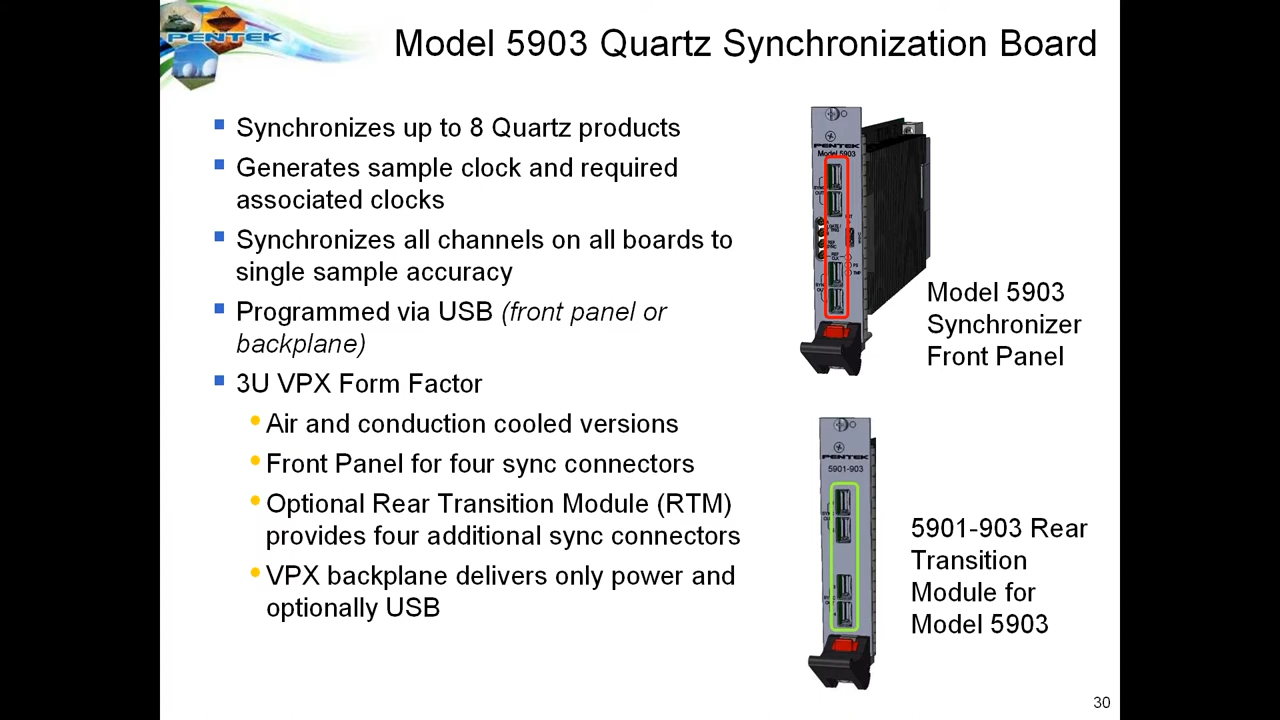 PENTEK
Model 5903 Quartz Synchronization Board
Synchronizes up to 8 Quartz products
Generates sample clock and required
associated clocks
Synchronizes all channels on all boards to
single sample accuracy
Programmed via USB (front panel or
backplane)
3U VPX Form Factor
Air and conduction cooled versions
Front Panel for four sync connectors
Optional Rear Transition Module (RTM)
provides four additional sync connectors
VPX backplane delivers only power and
optionally USB
PENTEK
Model 5903
Model 5903
Synchronizer
Front Panel
PENTEK
5901-903
5901-903 Rear
Transition
Module for
Model 5903
30